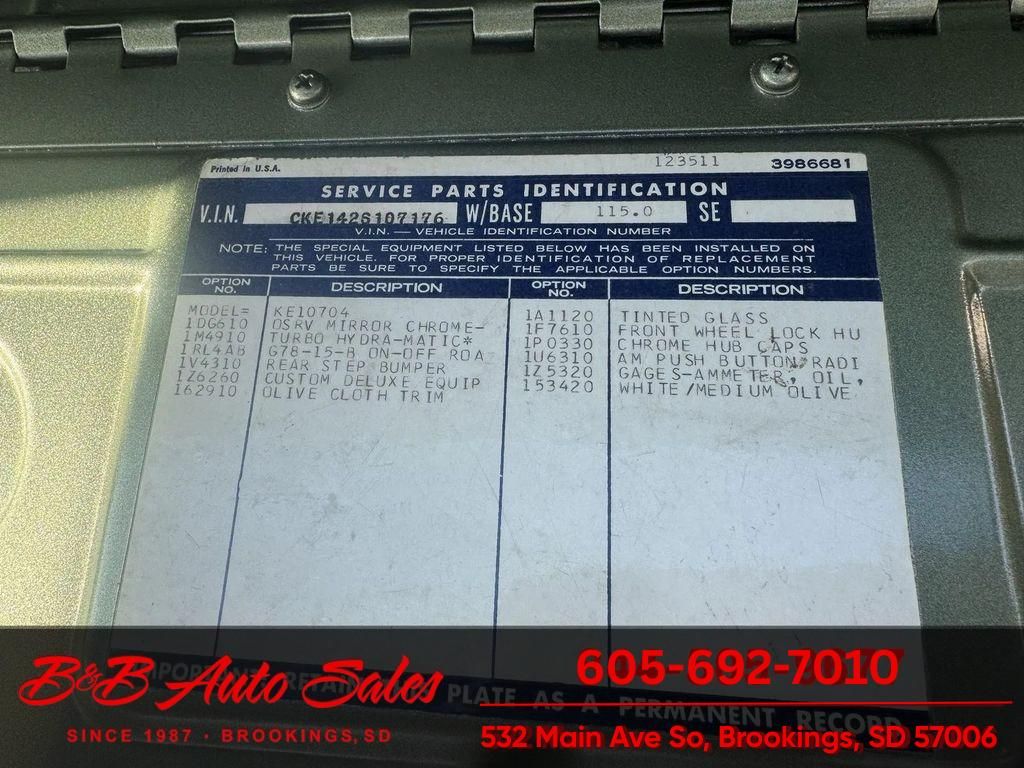 Printed in U.S.A. 123511 3986681
SERVICE PARTS IDENTIFICATION
V.I.N. CKE142S107176 W/BASE 115.0 SE
V.I.N. — VEHICLE IDENTIFICATION NUMBER
NOTE: THE SPECIAL EQUIPMENT LISTED BELOW HAS BEEN INSTALLED ON
THIS VEHICLE. FOR PROPER IDENTIFICATION OF REPLACEMENT
PARTS BE SURE TO SPECIFY THE APPLICABLE OPTION NUMBERS.
OPTION NO. DESCRIPTION OPTION NO. DESCRIPTION
MODEL= KE10704
1DG610 OSRV MIRROR CHROME-
1M4910 TURBO HYDRA-MATIC*
1RL4AB G78-15-B ON-OFF ROA
1V4310 REAR STEP BUMPER
1Z6260 CUSTOM DELUXE EQUIP
162910 OLIVE CLOTH TRIM
1A1120 TINTED GLASS
1F7610 FRONT WHEEL LOCK HU
1P0330 CHROME HUB CAPS
1U6310 AM PUSH BUTTON RADI
1Z5320 GAGES-AMMETER, OIL,
153420 WHITE/MEDIUM OLIVE
PLATE AS A PERMANENT RECORD
B&B Auto Sales
SINCE 1987 · BROOKINGS, SD
605-692-7010
532 Main Ave So, Brookings, SD 57006